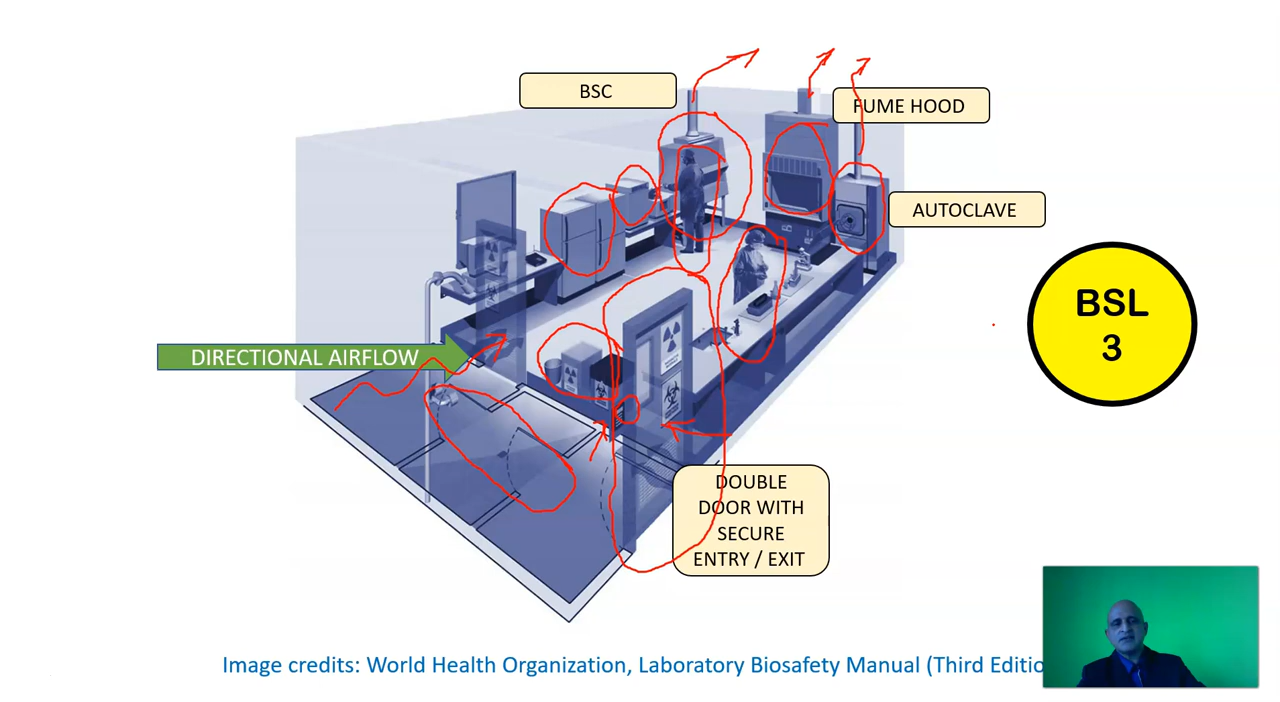 BSC
FUME HOOD
AUTOCLAVE
BSL
3
DIRECTIONAL AIRFLOW
DOUBLE
DOOR WITH
SECURE
ENTRY / EXIT
Image credits: World Health Organization, Laboratory Biosafety Manual (Third Editio